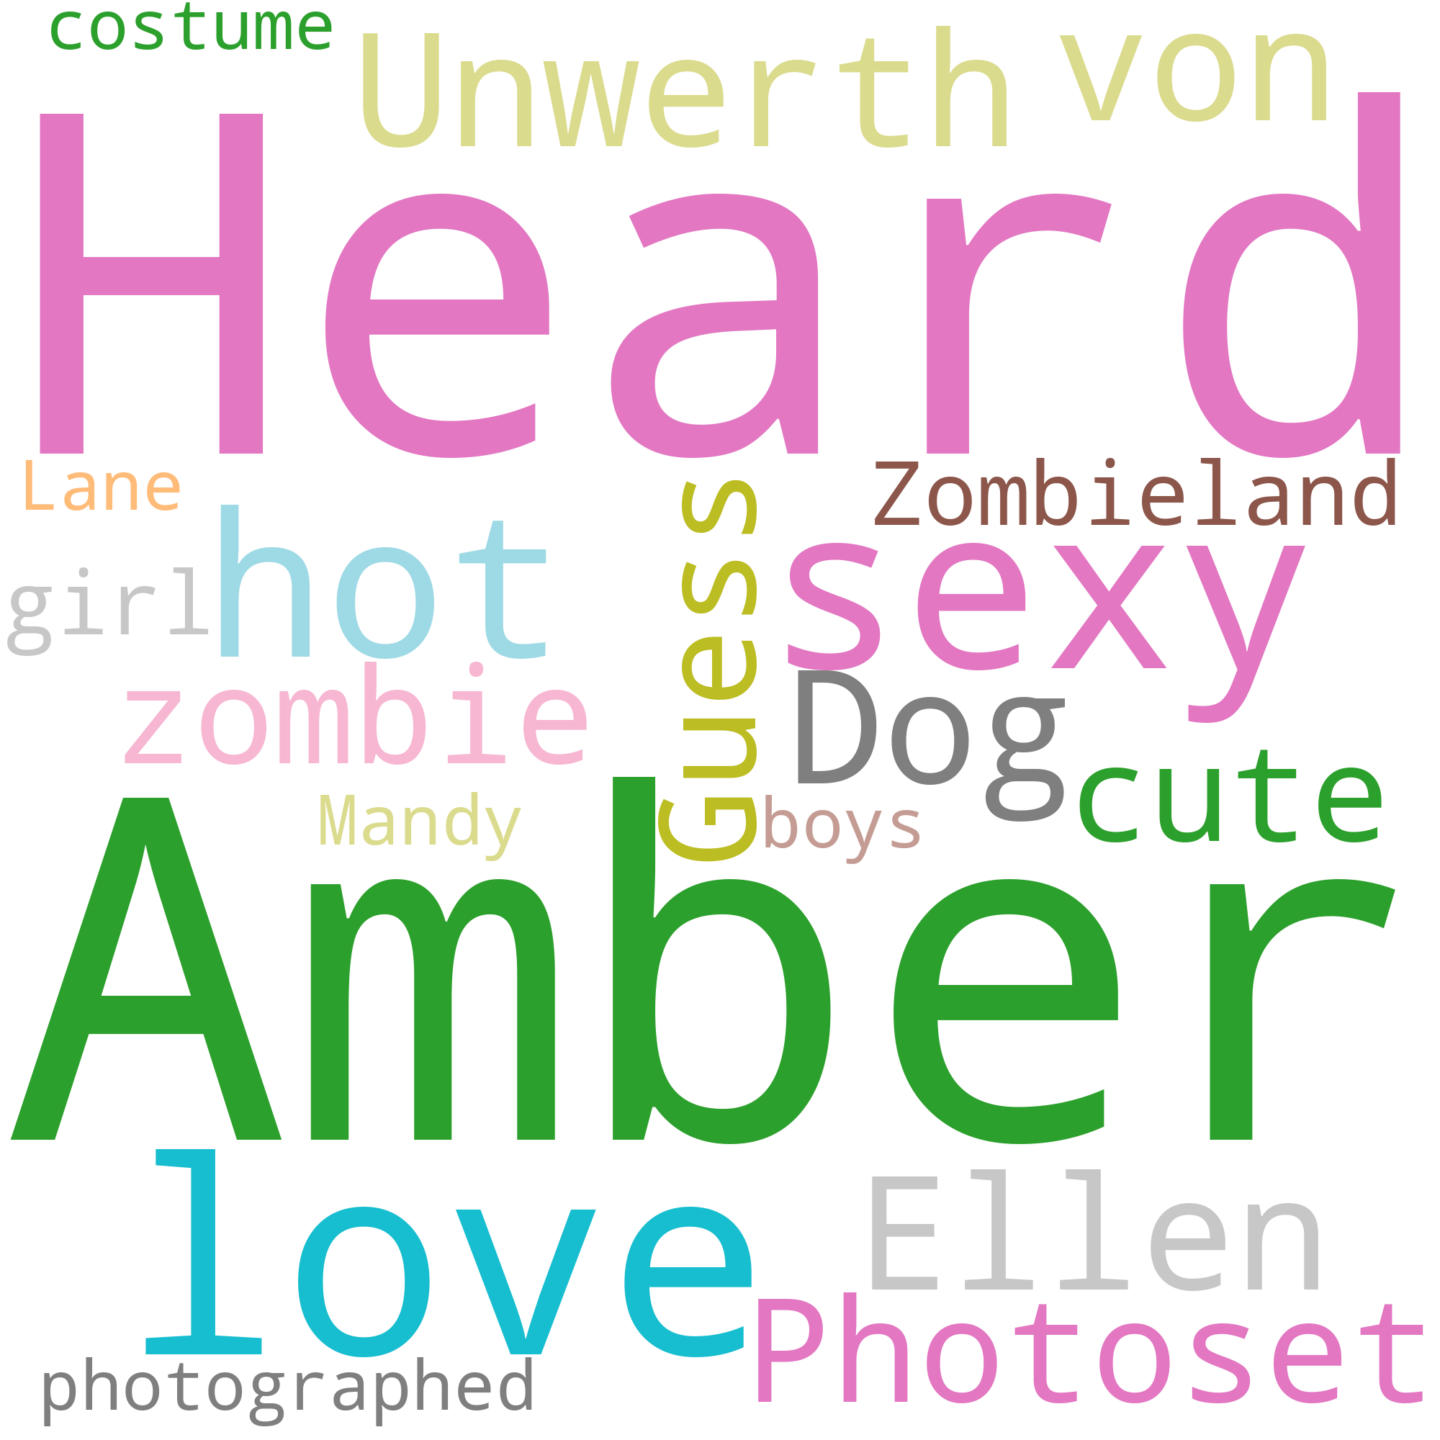 costume
Unwerth
von
Heard
Lane
Zombieland
hot
Guess
sexy
girl
zombie
Dog
cute
Mandy
boys
Amber
love
Ellen
Photoset
photographed